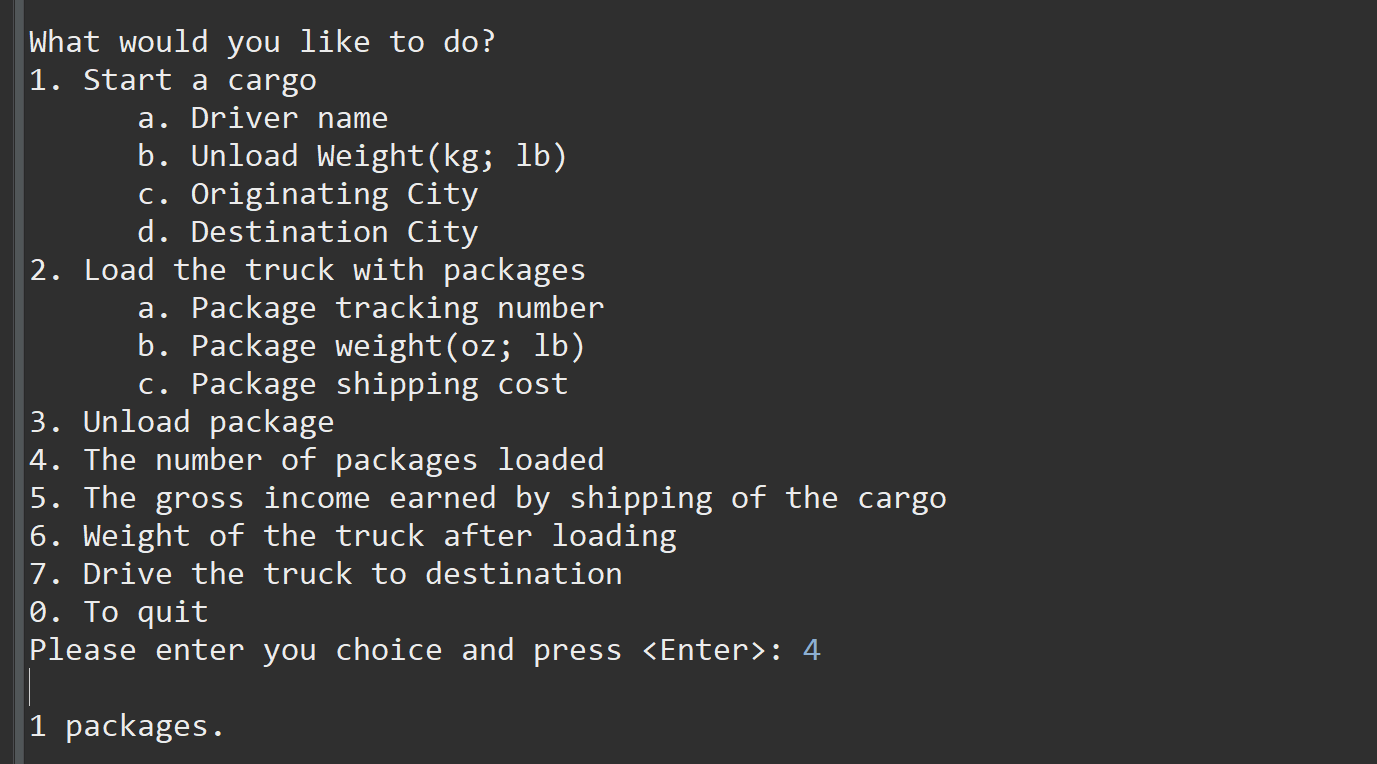 What would you like to do?
1. Start a cargo
a. Driver name
b. Unload Weight(kg; lb)
c. Originating City
d. Destination City
2. Load the truck with packages
a. Package tracking number
b. Package weight(oz; lb)
c. Package shipping cost
3. Unload package
4. The number of packages loaded
5. The gross income earned by shipping of the cargo
6. Weight of the truck after loading
7. Drive the truck to destination
0. To quit
Please enter you choice and press <Enter>: 4
1 packages.